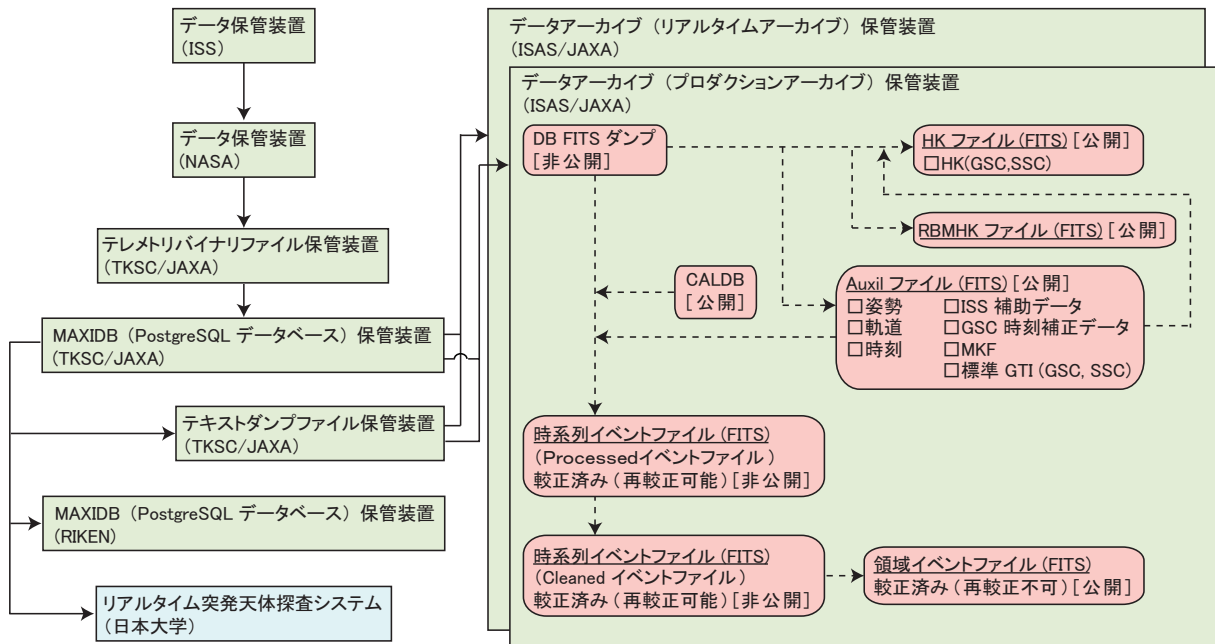 データ保管装置
(ISS)
データ保管装置
(NASA)
テレメトリバイナリファイル保管装置
(TKSC/JAXA)
MAXIDB（PostgreSQL データベース）保管装置
(TKSC/JAXA)
テキストダンプファイル保管装置
(TKSC/JAXA)
MAXIDB（PostgreSQL データベース）保管装置
(RIKEN)
リアルタイム突発天体探査システム
(日本大学)
データアーカイブ（リアルタイムアーカイブ）保管装置
(ISAS/JAXA)
データアーカイブ（プロダクションアーカイブ）保管装置
(ISAS/JAXA)
DB FITS ダンプ
[非公開]
HK ファイル (FITS) [公開]
□HK(GSC,SSC)
RBMHK ファイル (FITS) [公開]
CALDB
[公開]
Auxil ファイル (FITS) [公開]
□姿勢 □ISS 補助データ
□軌道 □GSC 時刻補正データ
□時刻 □MKF
□標準 GTI (GSC, SSC)
時系列イベントファイル (FITS)
(Processedイベントファイル)
較正済み (再較正可能) [非公開]
時系列イベントファイル (FITS)
(Cleaned イベントファイル)
較正済み (再較正可能) [非公開]
領域イベントファイル (FITS)
較正済み (再較正不可) [公開]